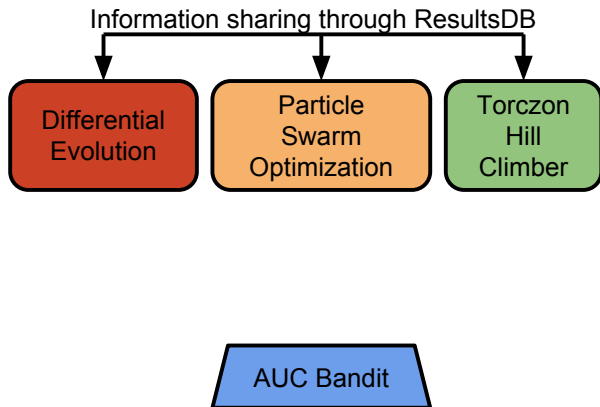 Information sharing through ResultsDB
Differential
Evolution
Particle
Swarm
Optimization
Torczon
Hill
Climber
AUC Bandit